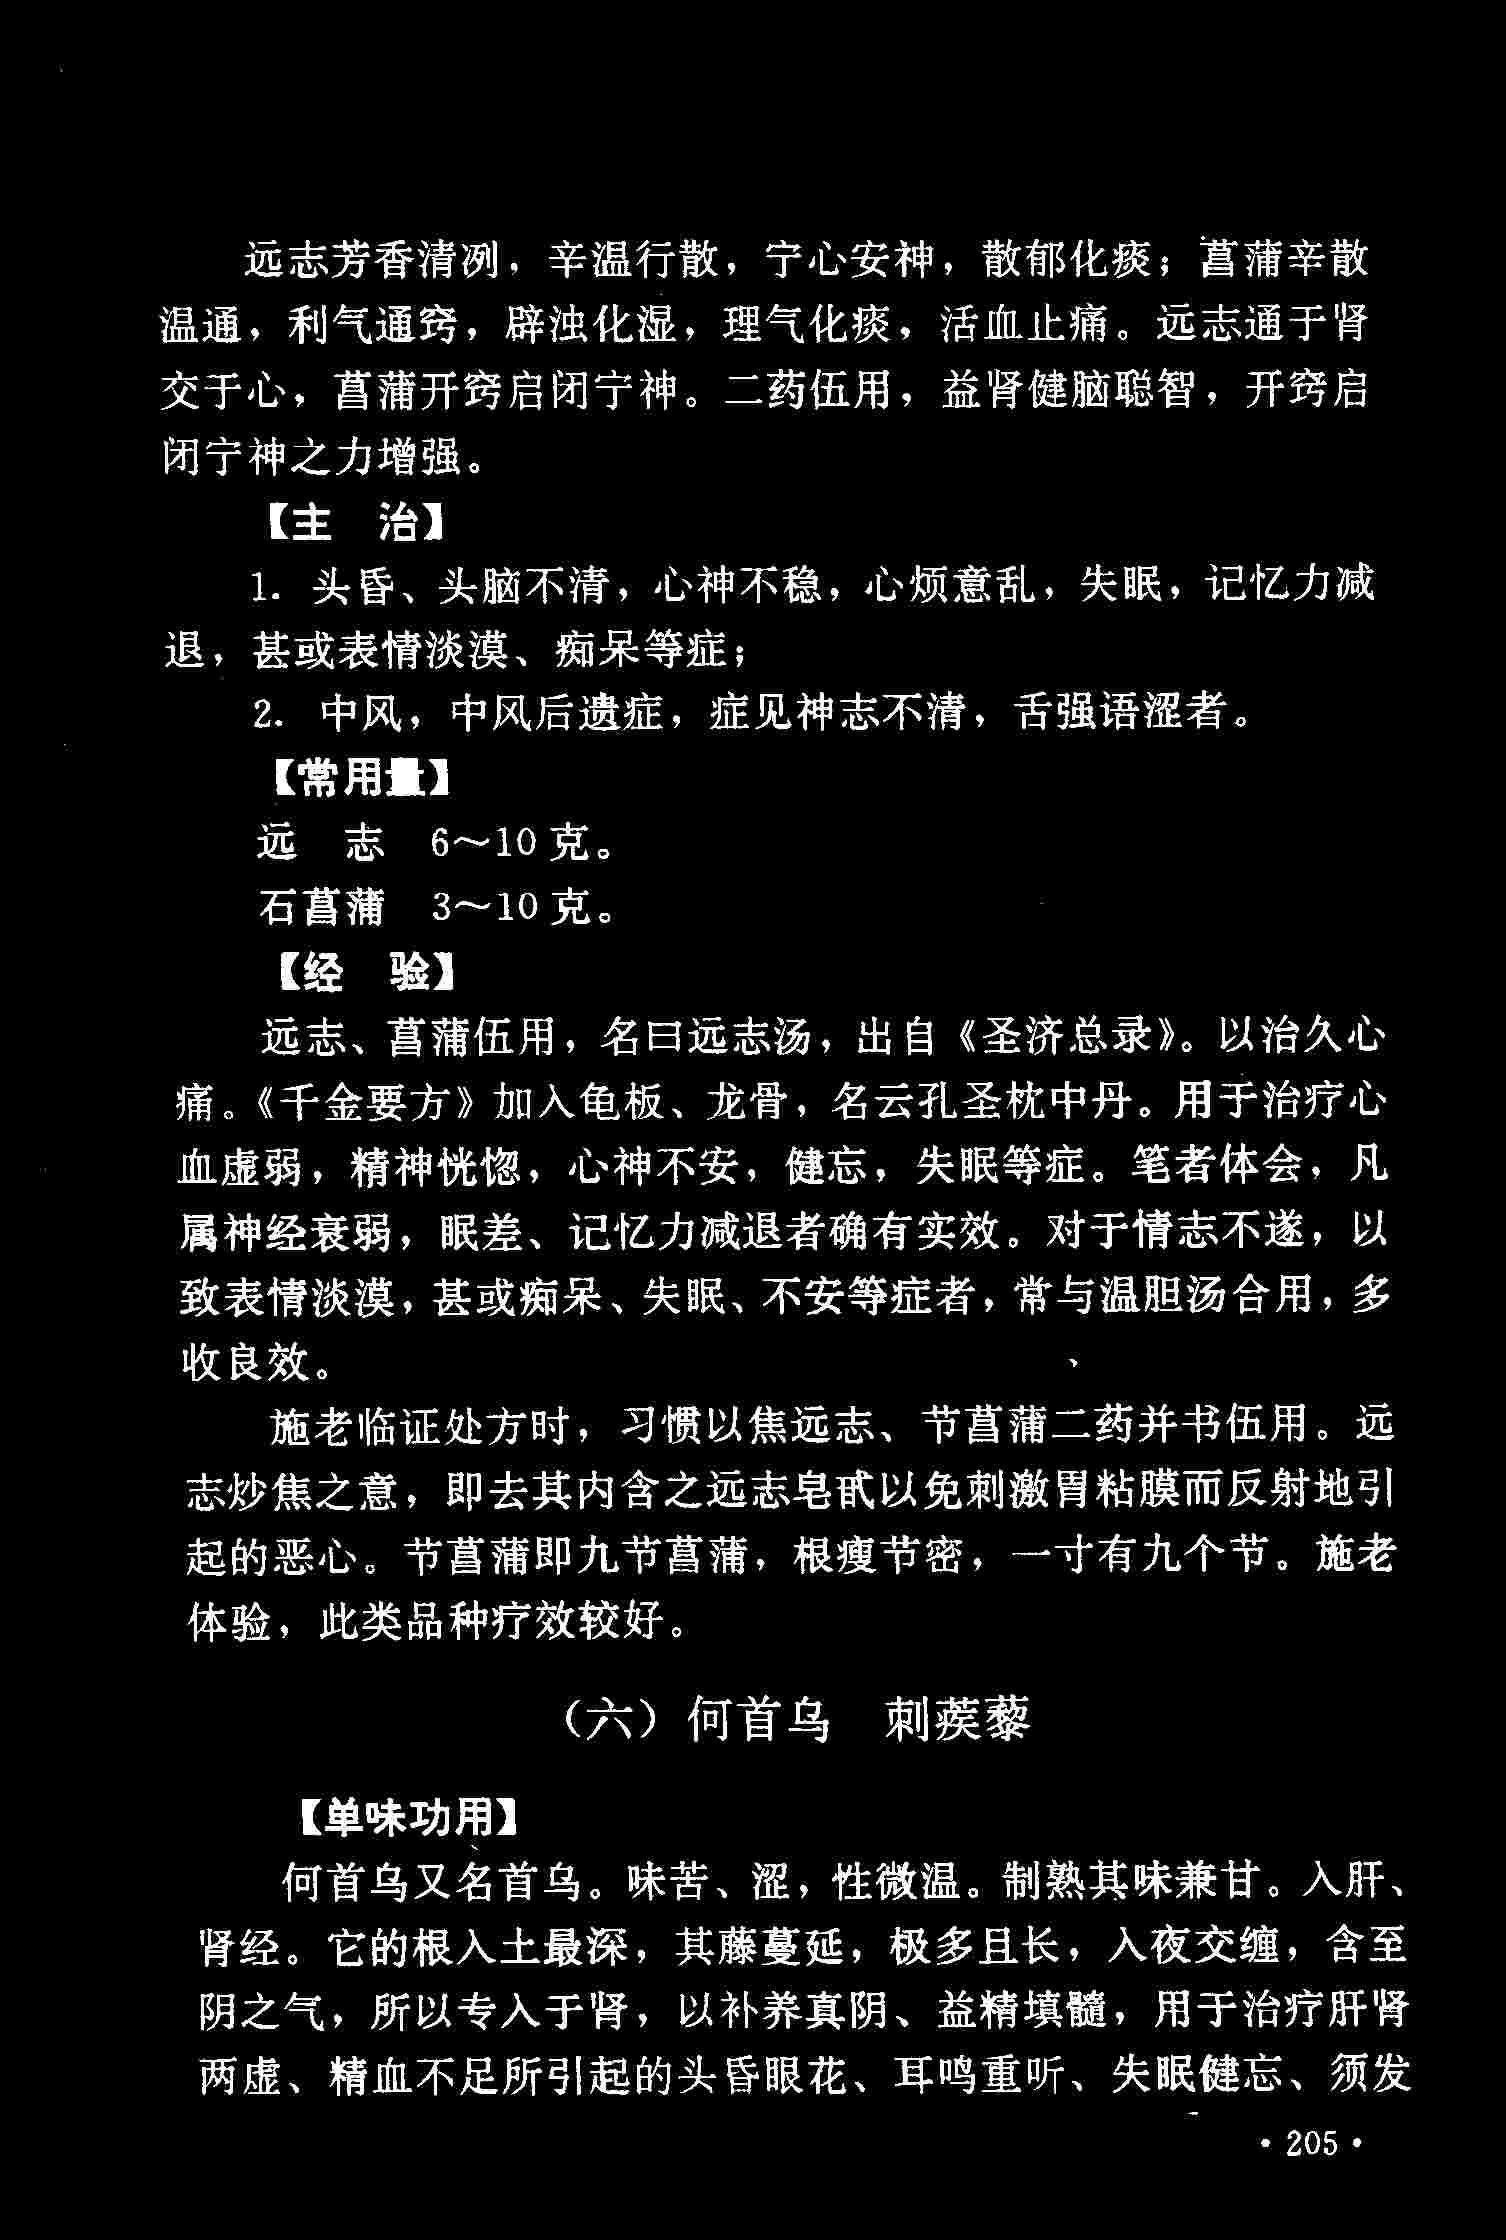 远志芳香清冽，辛温行散，宁心安神，散郁化痰；菖蒲辛散
温通，利气通窍，辟浊化湿，理气化痰，活血止痛。远志通于肾
交于心，菖蒲开窍启闭宁神。二药伍用，益肾健脑聪智，开窍启
闭宁神之力增强。
【主　治】
1. 头昏、头脑不清，心神不稳，心烦意乱，失眠，记忆力减
退，甚或表情淡漠、痴呆等症；
2. 中风，中风后遗症，症见神志不清，舌强语涩者。
【常用量】
远　志　6～10 克。
石菖蒲　3～10 克。
【经　验】
远志、菖蒲伍用，名曰远志汤，出自《圣济总录》。以治久心
痛。《千金要方》加入龟板、龙骨，名云孔圣枕中丹。用于治疗心
血虚弱，精神恍惚，心神不安，健忘，失眠等症。笔者体会，凡
属神经衰弱，眠差、记忆力减退者确有实效。对于情志不遂，以
致表情淡漠，甚或痴呆、失眠、不安等症者，常与温胆汤合用，多
收良效。
施老临证处方时，习惯以焦远志、节菖蒲二药并书伍用。远
志炒焦之意，即去其内含之远志皂甙以免刺激胃粘膜而反射地引
起的恶心。节菖蒲即九节菖蒲，根瘦节密，一寸有九个节。施老
体验，此类品种疗效较好。
（六）何首乌　刺蒺藜
【单味功用】
何首乌又名首乌。味苦、涩，性微温。制熟其味兼甘。入肝、
肾经。它的根入土最深，其藤蔓延，极多且长，入夜交缠，含至
阴之气，所以专入于肾，以补养真阴、益精填髓，用于治疗肝肾
两虚、精血不足所引起的头昏眼花、耳鸣重听、失眠健忘、须发
· 205 ·